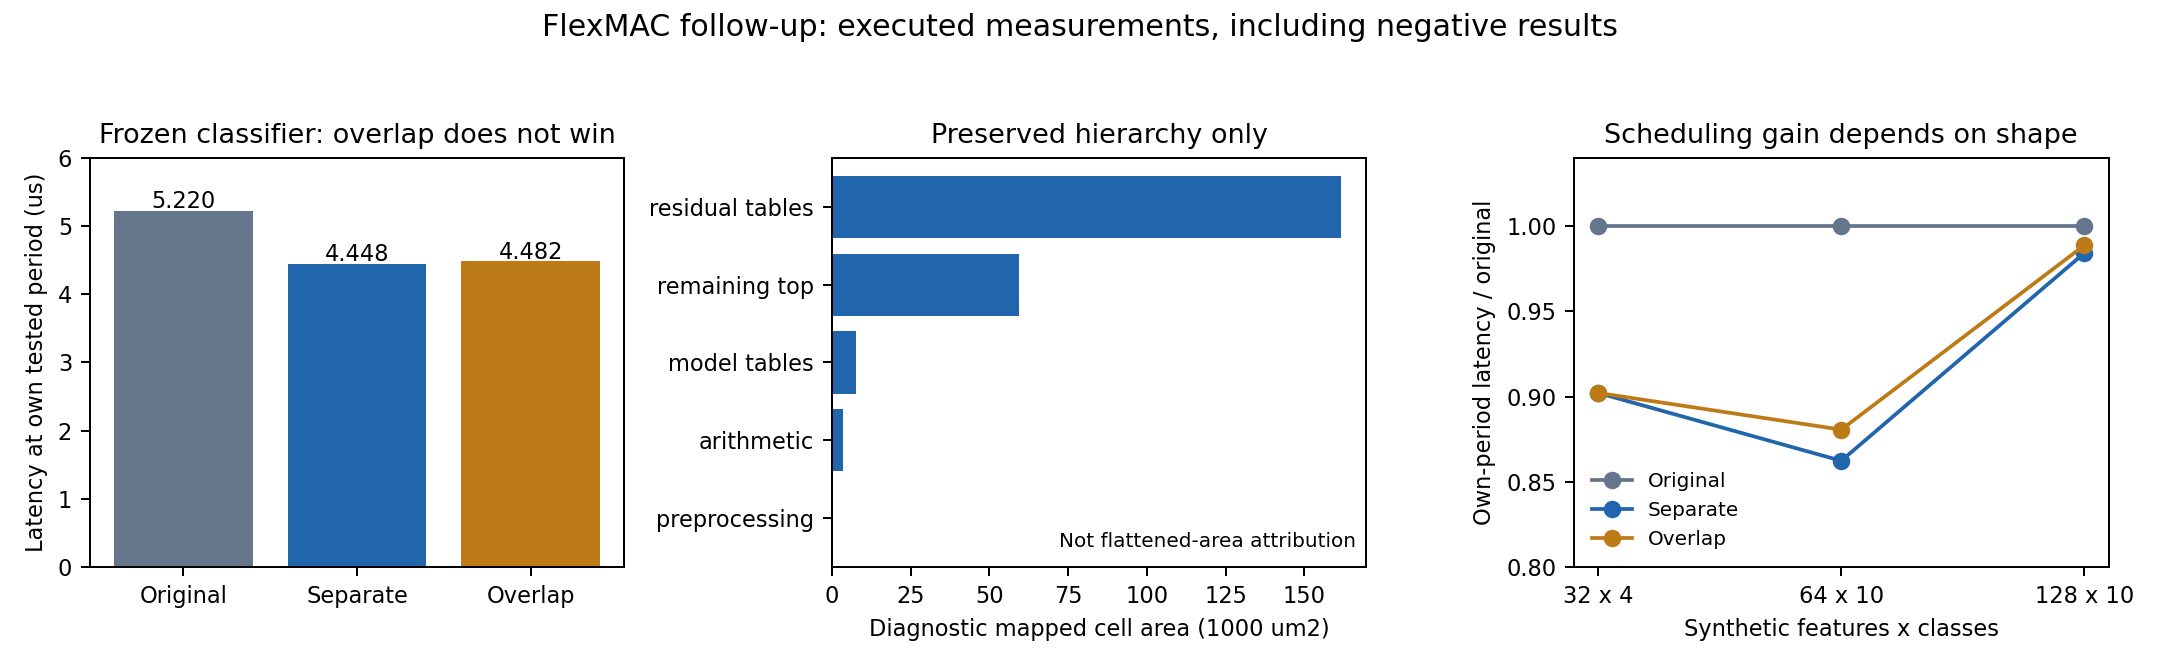 FlexMAC follow-up: executed measurements, including negative results
Frozen classifier: overlap does not win
Latency at own tested period (us)
6
5
4
3
2
1
0
5.220
4.448
4.482
Original
Separate
Overlap
Preserved hierarchy only
residual tables
remaining top
model tables
arithmetic
preprocessing
Not flattened-area attribution
0
25
50
75
100
125
150
Diagnostic mapped cell area (1000 um2)
Scheduling gain depends on shape
Own-period latency / original
1.00
0.95
0.90
0.85
0.80
Original
Separate
Overlap
32 x 4
64 x 10
128 x 10
Synthetic features x classes